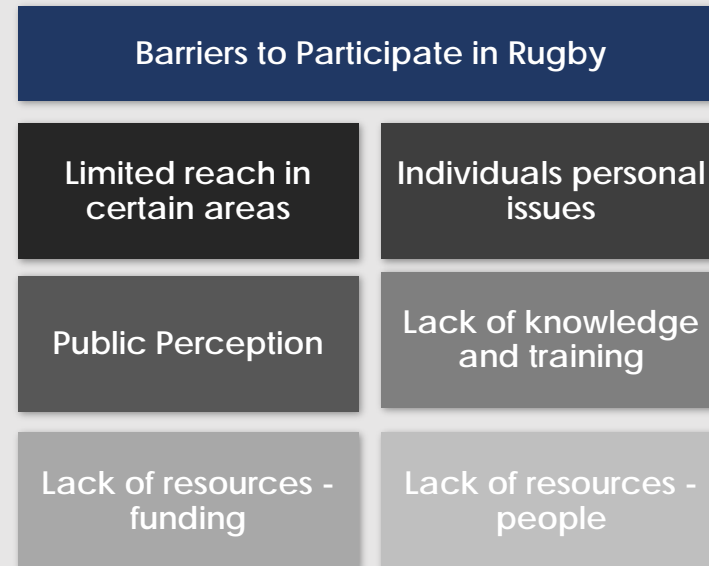 Barriers to Participate in Rugby
Limited reach in
certain areas
Individuals personal
issues
Public Perception
Lack of knowledge
and training
Lack of resources -
funding
Lack of resources -
people